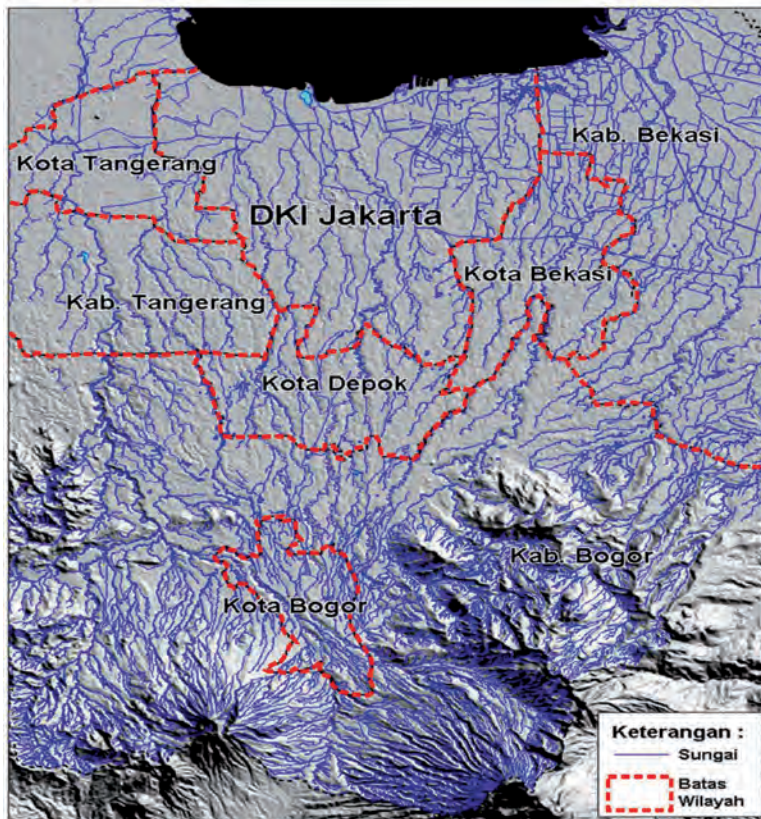 Kab. Bekasi
Kota Tangerang
DKI Jakarta
Kota Bekasi
Kab. Tangerang
Kota Depok
Kab. Bogor
Kota Bogor
Keterangan :
Sungai
Batas
Wilayah